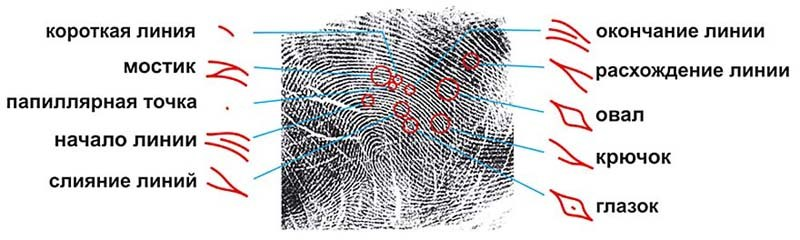 короткая линия
мостик
папиллярная точка
начало линии
слияние линий
окончание линии
расхождение линии
овал
крючок
глазок